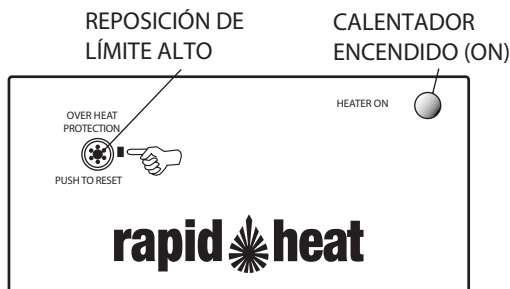 REPOSICIÓN DE
LÍMITE ALTO
CALENTADOR
ENCENDIDO (ON)
OVER HEAT
PROTECTION
PUSH TO RESET
HEATER ON
rapid heat